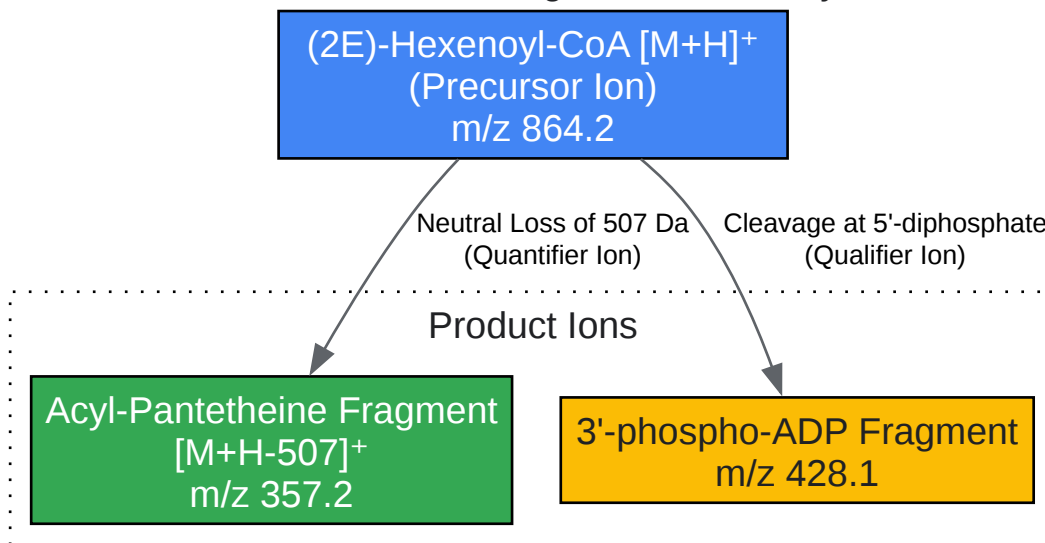 (2E)-Hexenoyl-CoA [M+H]⁺
(Precursor Ion)
m/z 864.2
Neutral Loss of 507 Da
(Quantifier Ion)
Cleavage at 5'-diphosphate
(Qualifier Ion)
Product Ions
Acyl-Pantetheine Fragment
[M+H-507]⁺
m/z 357.2
3'-phospho-ADP Fragment
m/z 428.1